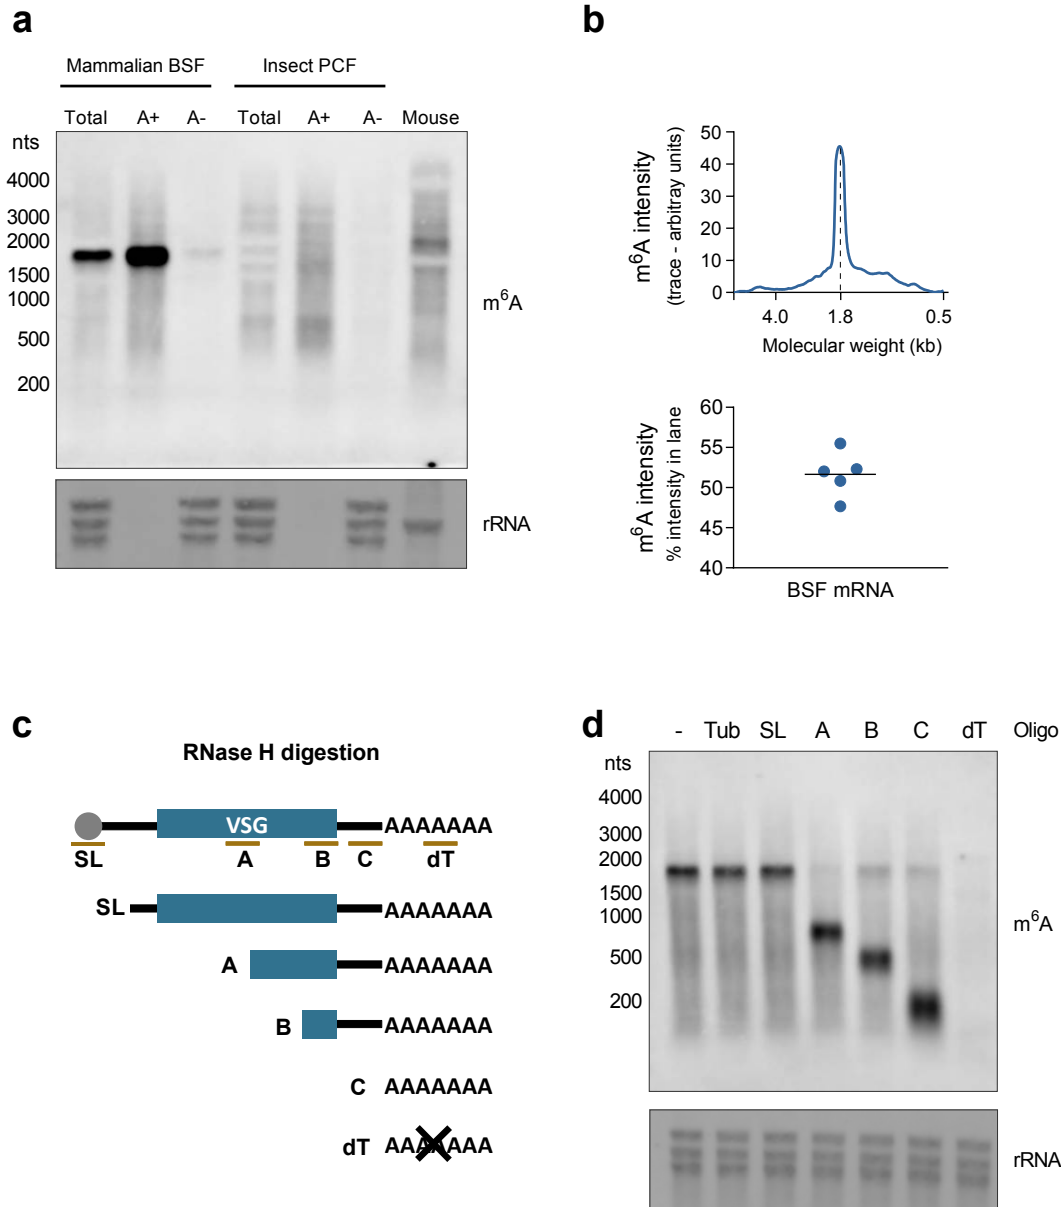 a
Mammalian BSF Insect PCF
Total A+ A- Total A+ A- Mouse
nts
4000
3000
2000
1500
1000
500
200
m⁶A
rRNA
b
m⁶A intensity
(trace - arbitray units)
50
40
30
20
10
0
4.0 1.8 0.5
Molecular weight (kb)
m⁶A intensity
% intensity in lane
60
55
50
45
40
BSF mRNA
c
RNase H digestion
VSG AAAAAAA
SL A B C dT
SL AAAAAAA
A AAAAAAA
B AAAAAAA
C AAAAAAA
dT AAAAAAA
d
- Tub SL A B C dT Oligo
nts
4000
3000
2000
1500
1000
500
200
m⁶A
rRNA